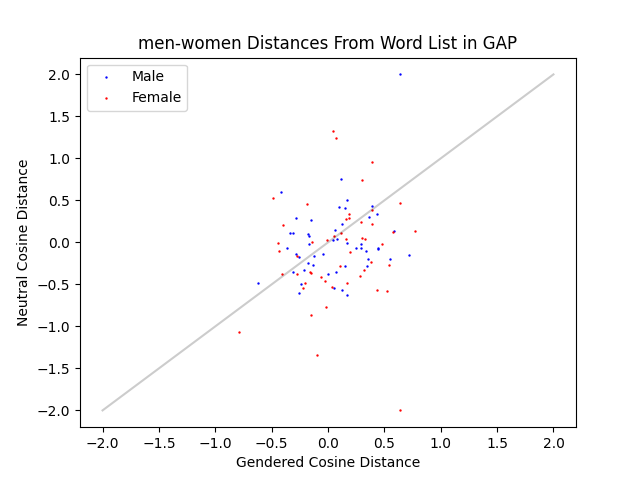 men-women Distances From Word List in GAP
Male
Female
2.0
1.5
1.0
0.5
0.0
−0.5
−1.0
−1.5
−2.0
Neutral Cosine Distance
−2.0 −1.5 −1.0 −0.5 0.0 0.5 1.0 1.5 2.0
Gendered Cosine Distance